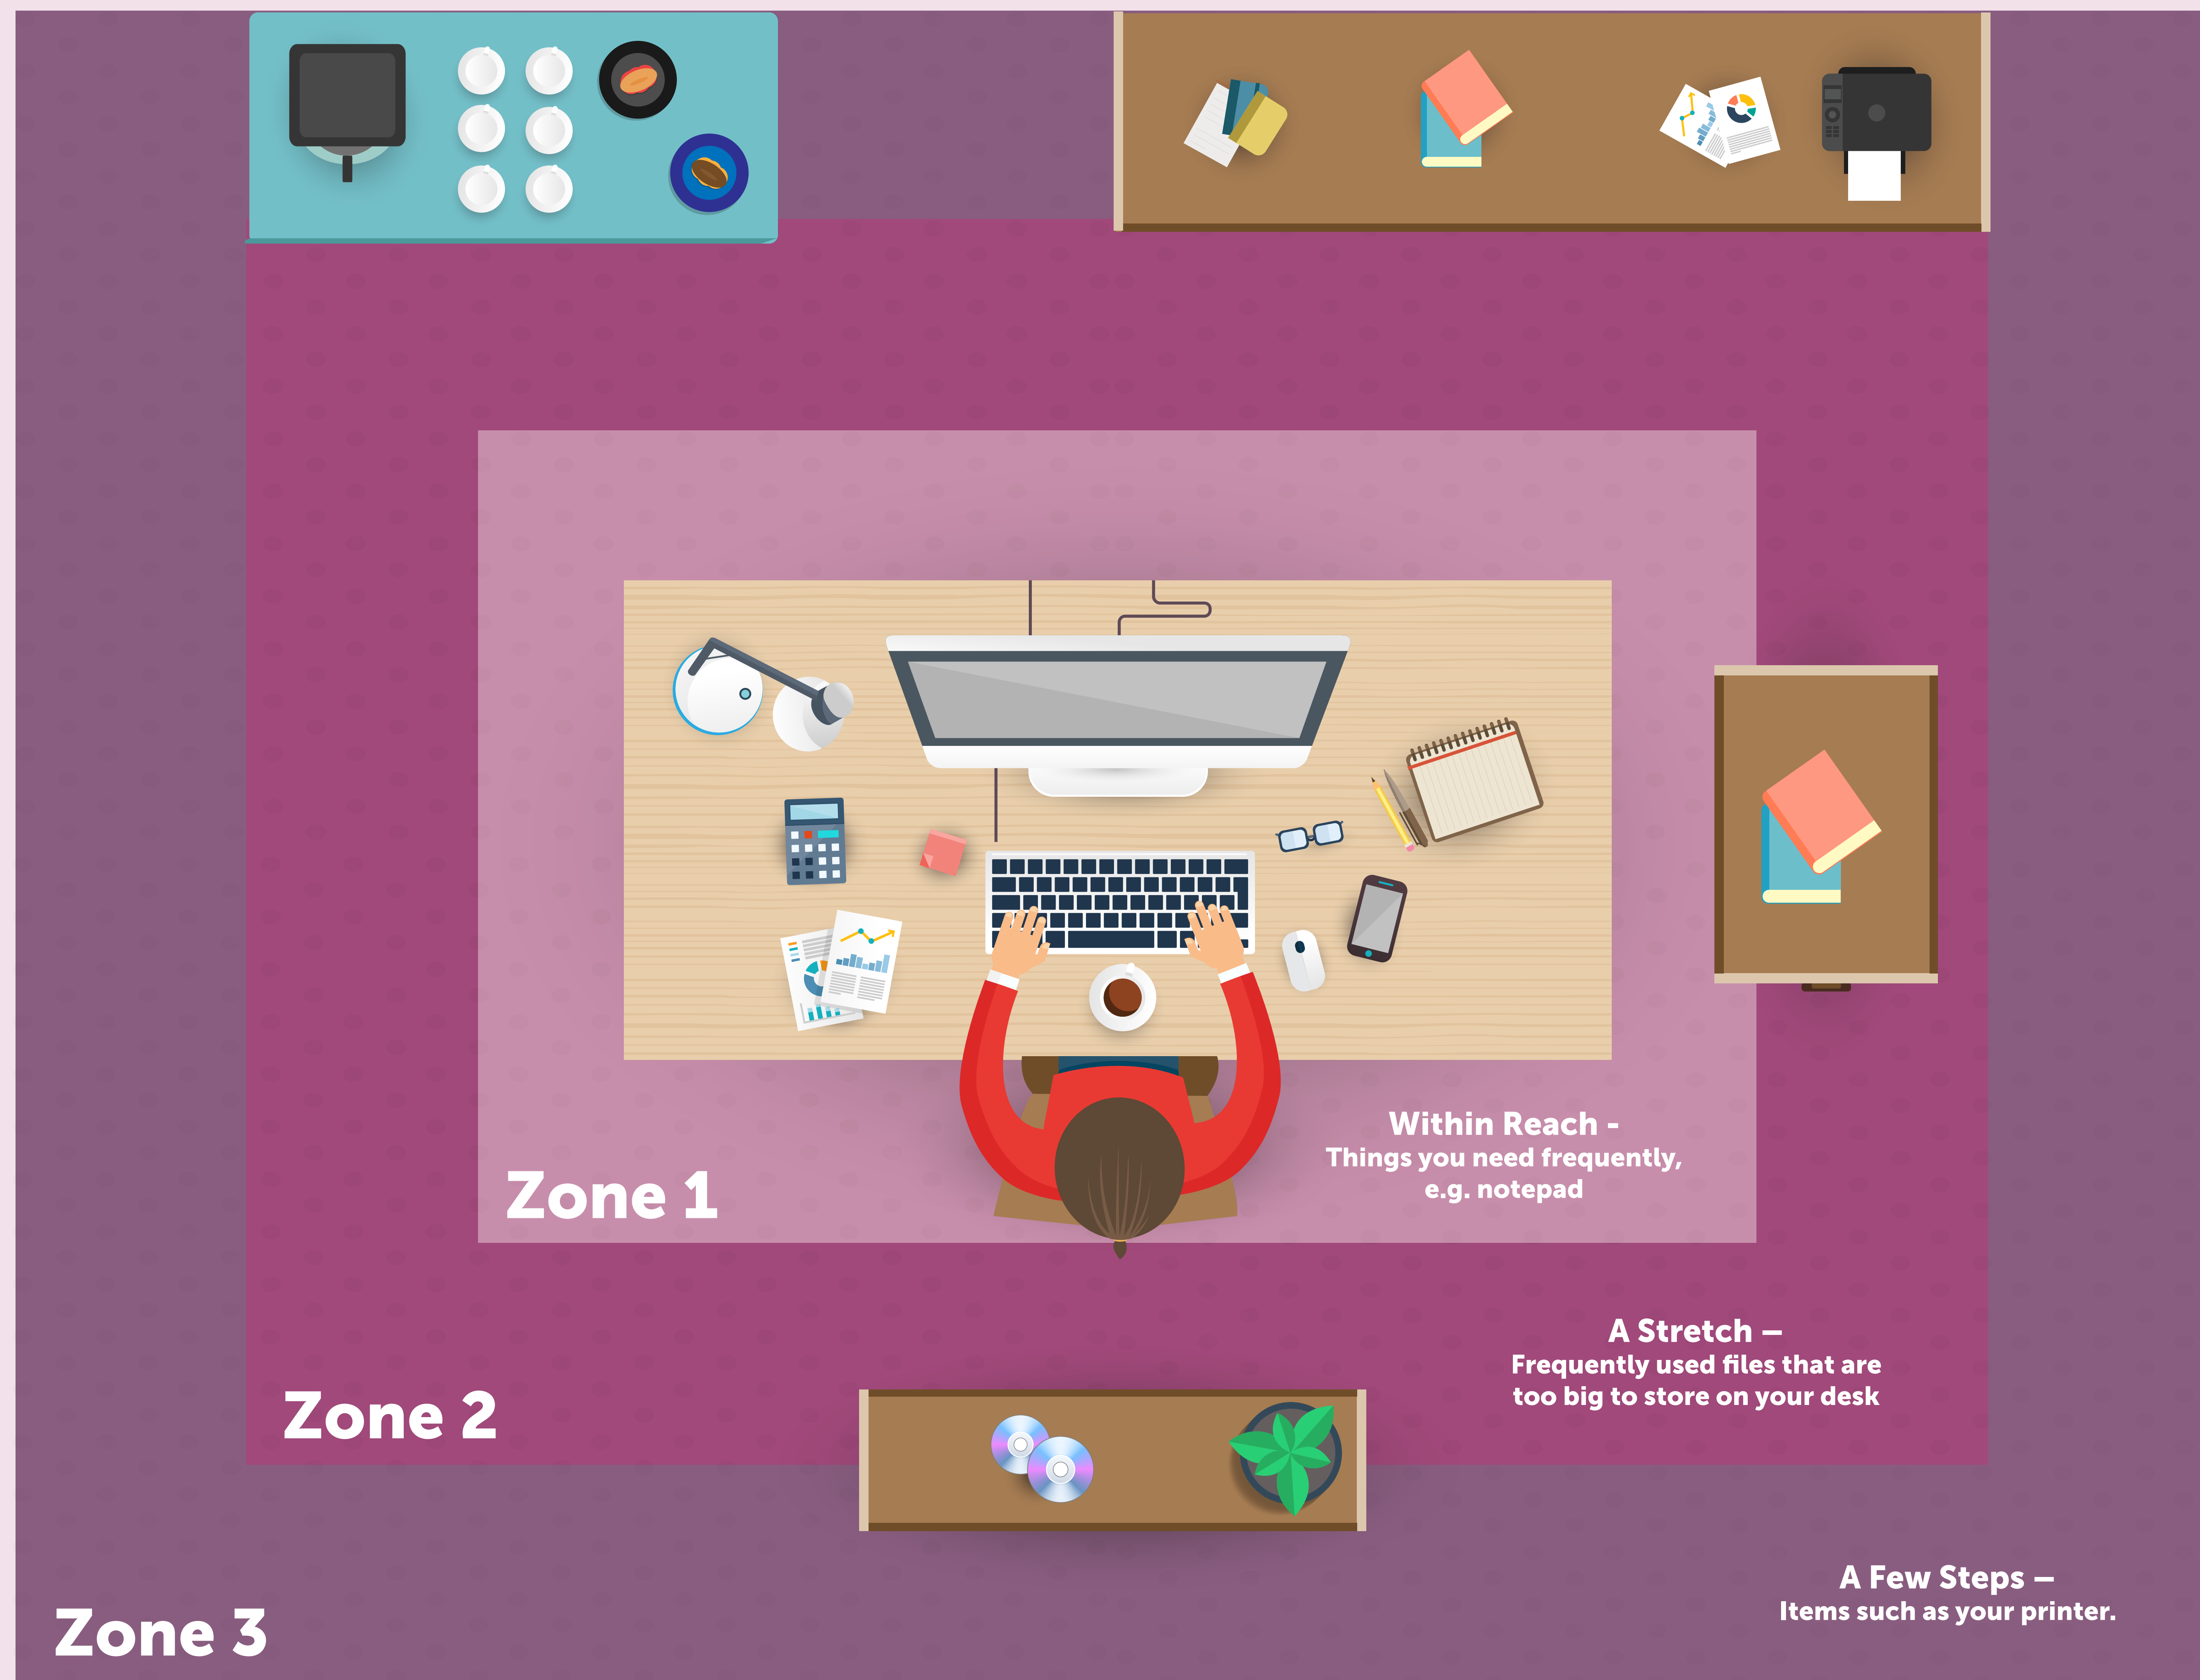 Within Reach -
Things you need frequently,
e.g. notepad
Zone 1
A Stretch –
Frequently used files that are
too big to store on your desk
Zone 2
A Few Steps –
Items such as your printer.
Zone 3